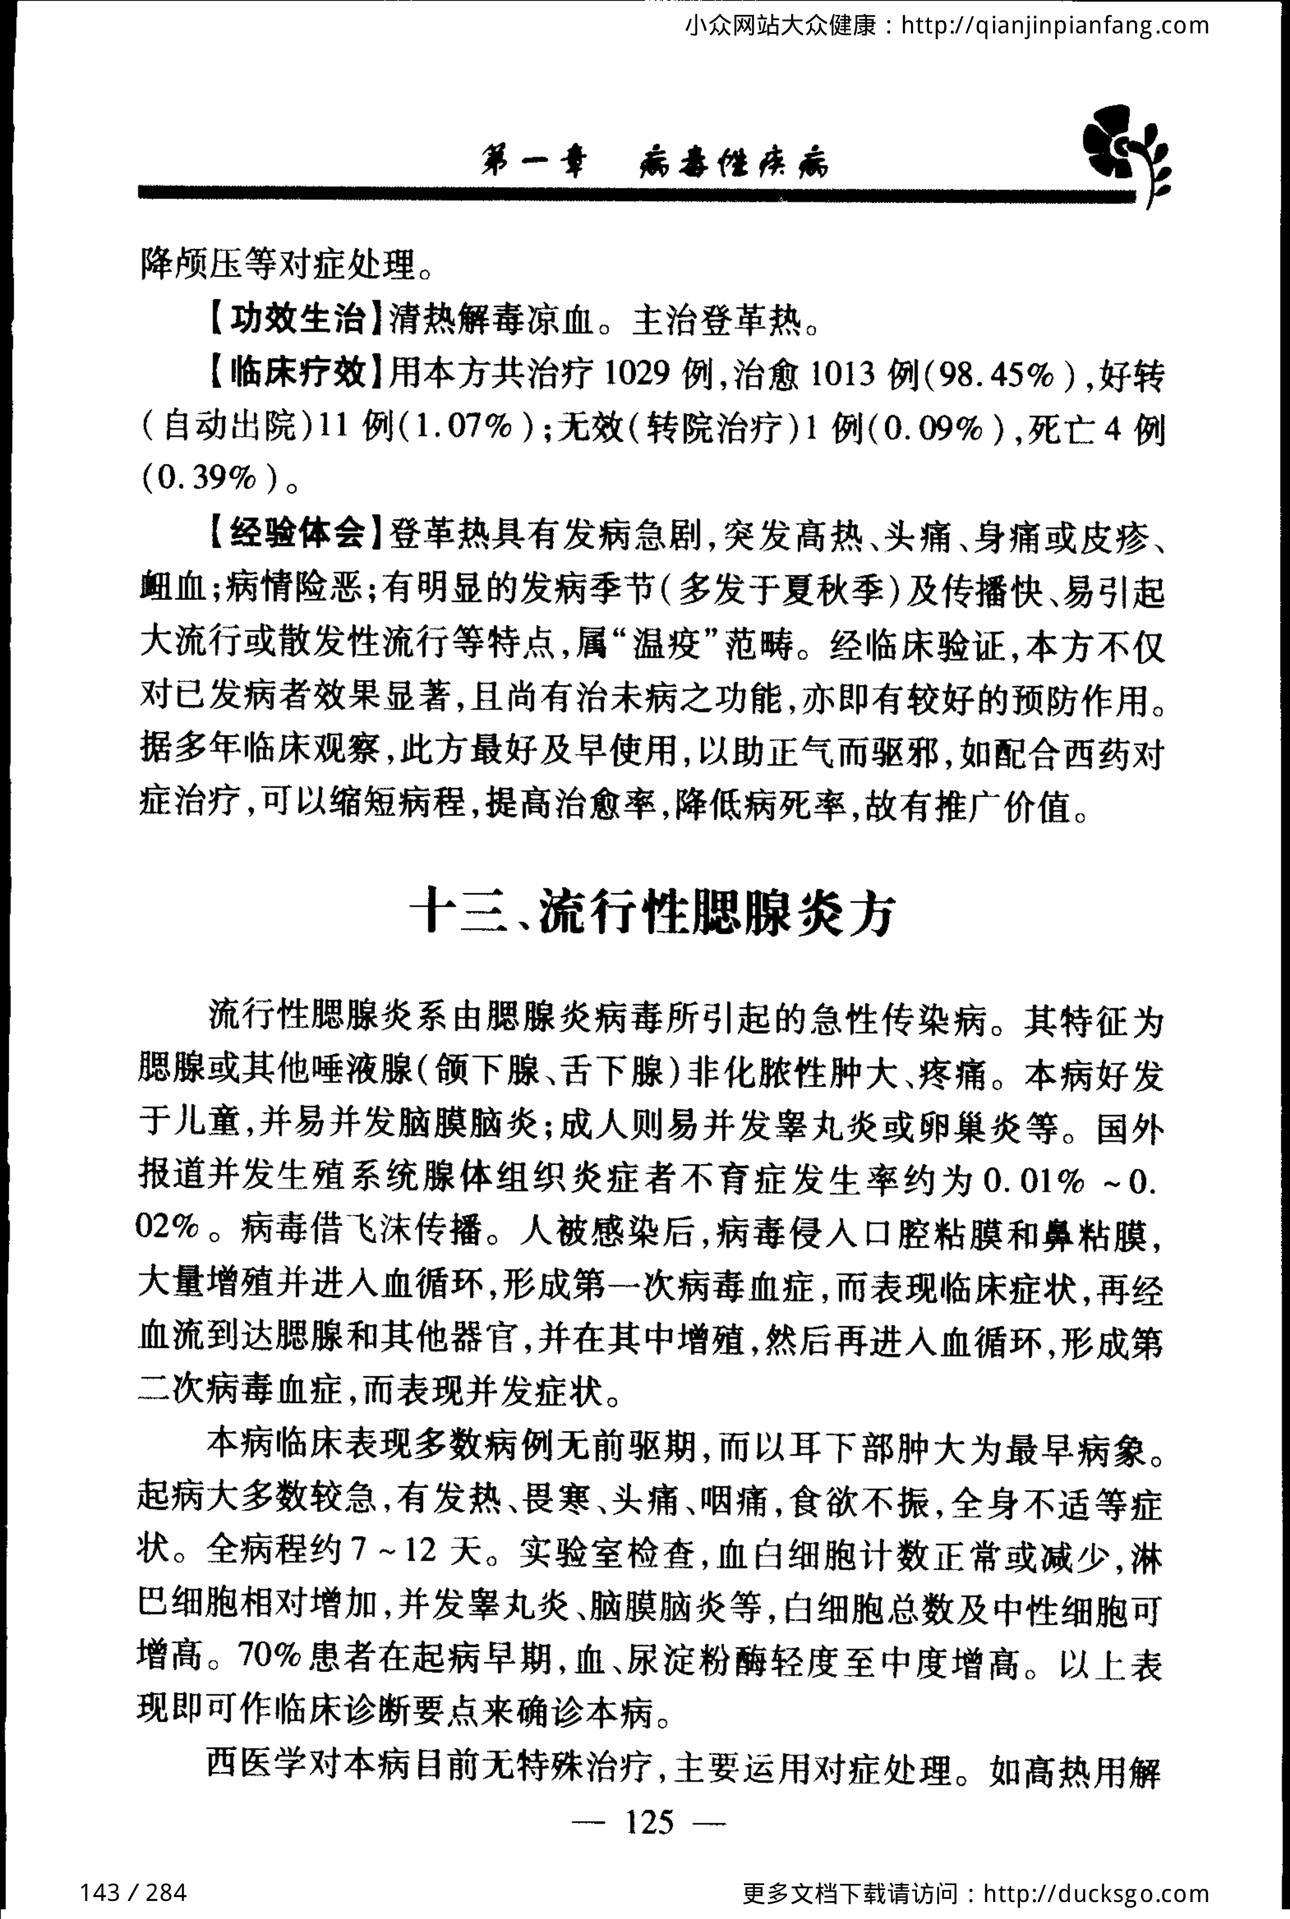 小众网站大众健康：http://qianjinpianfang.com
第一章 病毒性疾病
降颅压等对症处理。
【功效生治】清热解毒凉血。主治登革热。
【临床疗效】用本方共治疗1029例,治愈1013例(98.45%),好转
(自动出院)11例(1.07%);无效(转院治疗)1例(0.09%),死亡4例
(0.39%)。
【经验体会】登革热具有发病急剧,突发高热、头痛、身痛或皮疹、
衄血;病情险恶;有明显的发病季节(多发于夏秋季)及传播快、易引起
大流行或散发性流行等特点,属“温疫”范畴。经临床验证,本方不仅
对已发病者效果显著,且尚有治未病之功能,亦即有较好的预防作用。
据多年临床观察,此方最好及早使用,以助正气而驱邪,如配合西药对
症治疗,可以缩短病程,提高治愈率,降低病死率,故有推广价值。
十三、流行性腮腺炎方
流行性腮腺炎系由腮腺炎病毒所引起的急性传染病。其特征为
腮腺或其他唾液腺(颌下腺、舌下腺)非化脓性肿大、疼痛。本病好发
于儿童,并易并发脑膜脑炎;成人则易并发睾丸炎或卵巢炎等。国外
报道并发生殖系统腺体组织炎症者不育症发生率约为0.01%~0.
02%。病毒借飞沫传播。人被感染后,病毒侵入口腔粘膜和鼻粘膜,
大量增殖并进入血循环,形成第一次病毒血症,而表现临床症状,再经
血流到达腮腺和其他器官,并在其中增殖,然后再进入血循环,形成第
二次病毒血症,而表现并发症状。
本病临床表现多数病例无前驱期,而以耳下部肿大为最早病象。
起病大多数较急,有发热、畏寒、头痛、咽痛,食欲不振,全身不适等症
状。全病程约7~12天。实验室检查,血白细胞计数正常或减少,淋
巴细胞相对增加,并发睾丸炎、脑膜脑炎等,白细胞总数及中性细胞可
增高。70%患者在起病早期,血、尿淀粉酶轻度至中度增高。以上表
现即可作临床诊断要点来确诊本病。
西医学对本病目前无特殊治疗,主要运用对症处理。如高热用解
— 125 —
143 / 284
更多文档下载请访问：http://ducksgo.com